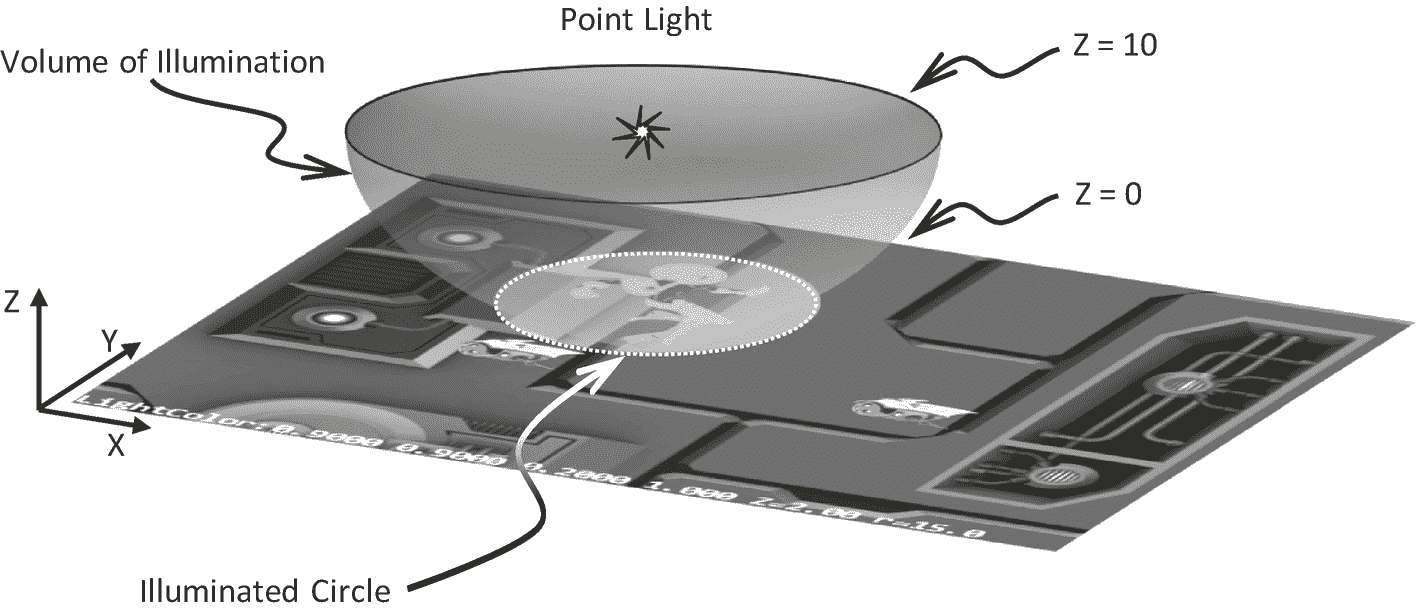 Point Light
Z = 10
Volume of Illumination
Z = 0
Z
Y
X
LightColor:0.9000 0.9000 0.2000 1.000 Z=2.00 r=15.0
Illuminated Circle